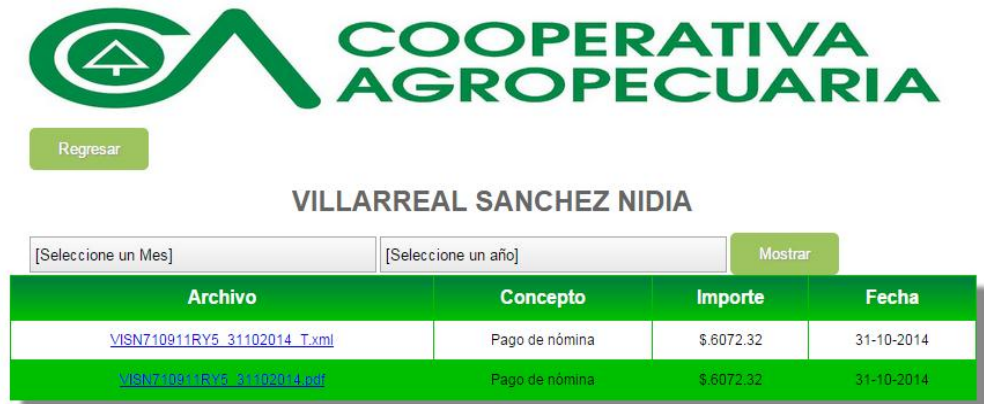 COOPERATIVA
AGROPECUARIA
Regresar
VILLARREAL SANCHEZ NIDIA
[Seleccione un Mes] [Seleccione un año] Mostrar
Archivo Concepto Importe Fecha
VISN710911RY5_31102014_T.xml Pago de nómina $.6072.32 31-10-2014
VISN710911RY5_31102014.pdf Pago de nómina $.6072.32 31-10-2014